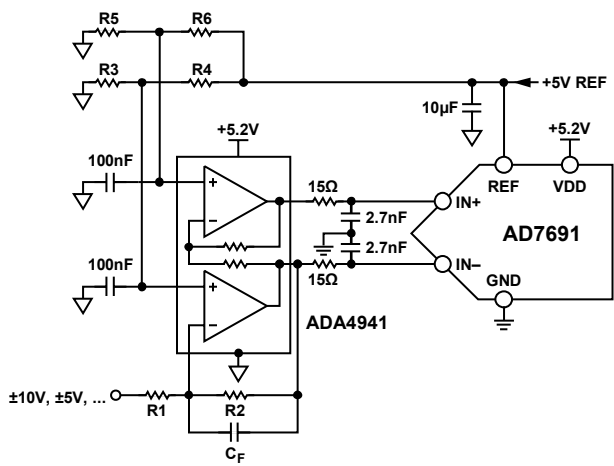 R5
R6
R3
R4
+5V REF
10µF
+5.2V
+5.2V
100nF
REF
VDD
+
15Ω
IN+
−
2.7nF
AD7691
2.7nF
100nF
IN−
+
15Ω
GND
−
ADA4941
±10V, ±5V, ...
R1
R2
CF